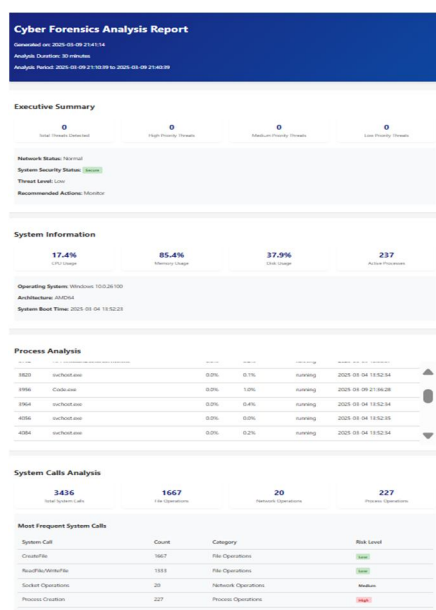 Cyber Forensics Analysis Report
Generated on: 2025-03-09 21:41:14
Analysis Duration: 30 minutes
Analysis Period: 2025-03-09 21:10:39 to 2025-03-09 21:40:39
Executive Summary
0 0 0 0
Total Threats Detected High Priority Threats Medium Priority Threats Low Priority Threats
Network Status: Normal
System Security Status: Secure
Threat Level: Low
Recommended Actions: Monitor
System Information
17.4% 85.4% 37.9% 237
CPU Usage Memory Usage Disk Usage Active Processes
Operating System: Windows 10.0.26100
Architecture: AMD64
System Boot Time: 2025-03-04 13:52:23
Process Analysis
3820 svchost.exe 0.0% 0.1% running 2025-03-04 13:52:34
3956 Code.exe 0.0% 1.0% running 2025-03-09 21:36:28
3964 svchost.exe 0.0% 0.4% running 2025-03-04 13:52:34
4056 svchost.exe 0.0% 0.0% running 2025-03-04 13:52:35
4084 svchost.exe 0.0% 0.2% running 2025-03-04 13:52:34
System Calls Analysis
3436 1667 20 227
Total System Calls File Operations Network Operations Process Operations
Most Frequent System Calls
System Call Count Category Risk Level
CreateFile 1667 File Operations Low
ReadFile/WriteFile 1333 File Operations Low
Socket Operations 20 Network Operations Medium
Process Creation 227 Process Operations High